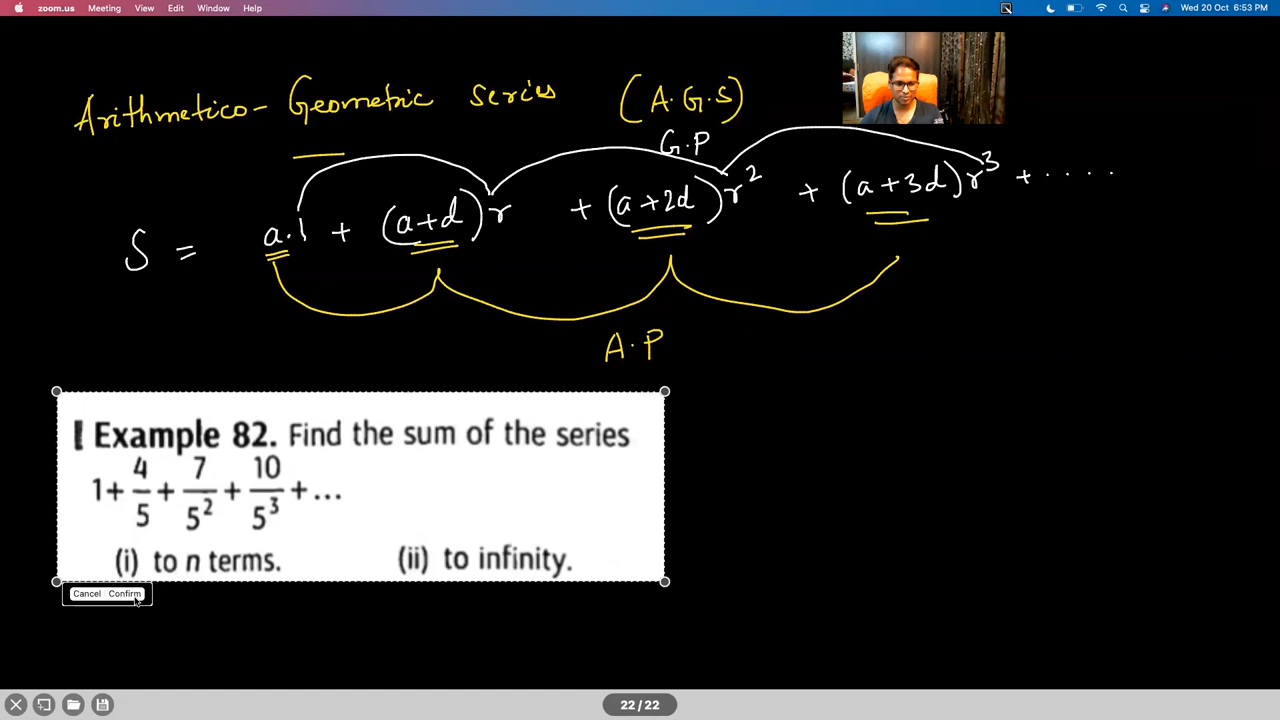 zoom.us Meeting View Edit Window Help Wed 20 Oct 6:53 PM
Arithmetico - Geometric series (A.G.S)
G.P
S = a.1 + (a+d)r + (a+2d)r² + (a+3d)r³ + .....
A.P
Example 82. Find the sum of the series
1+ 4/5 + 7/5² + 10/5³ +...
(i) to n terms. (ii) to infinity.
Cancel Confirm
22 / 22